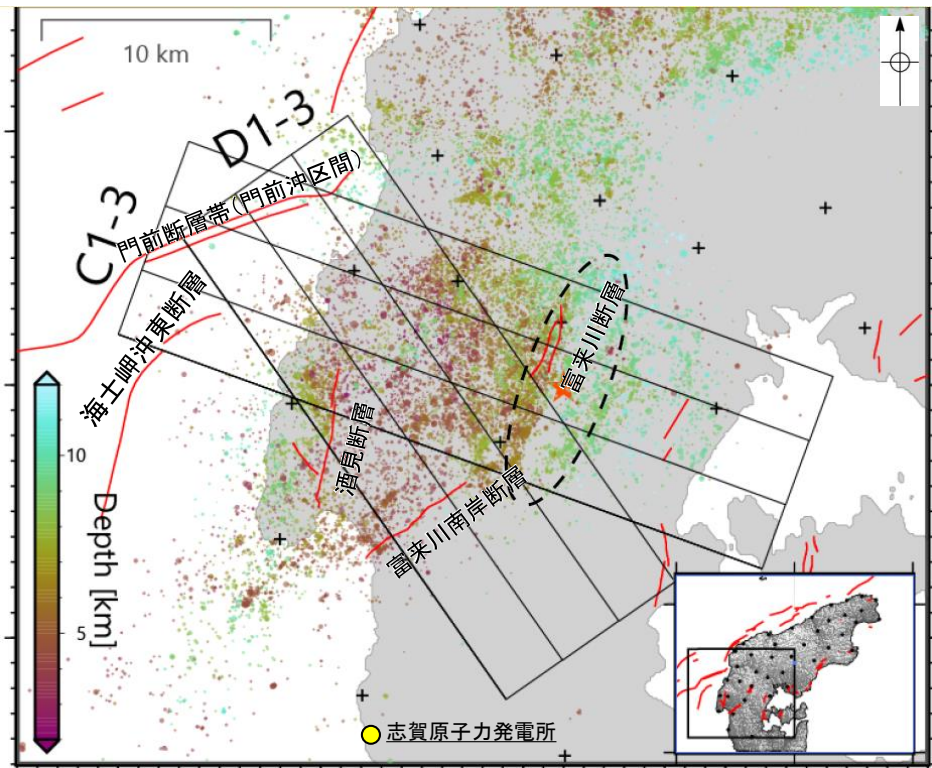 10 km
D1-3
C1-3
門前断層帯(門前沖区間)
海士岬沖東断層
富来川断層
酒見断層
富来川南岸断層
10
Depth [km]
5
志賀原子力発電所